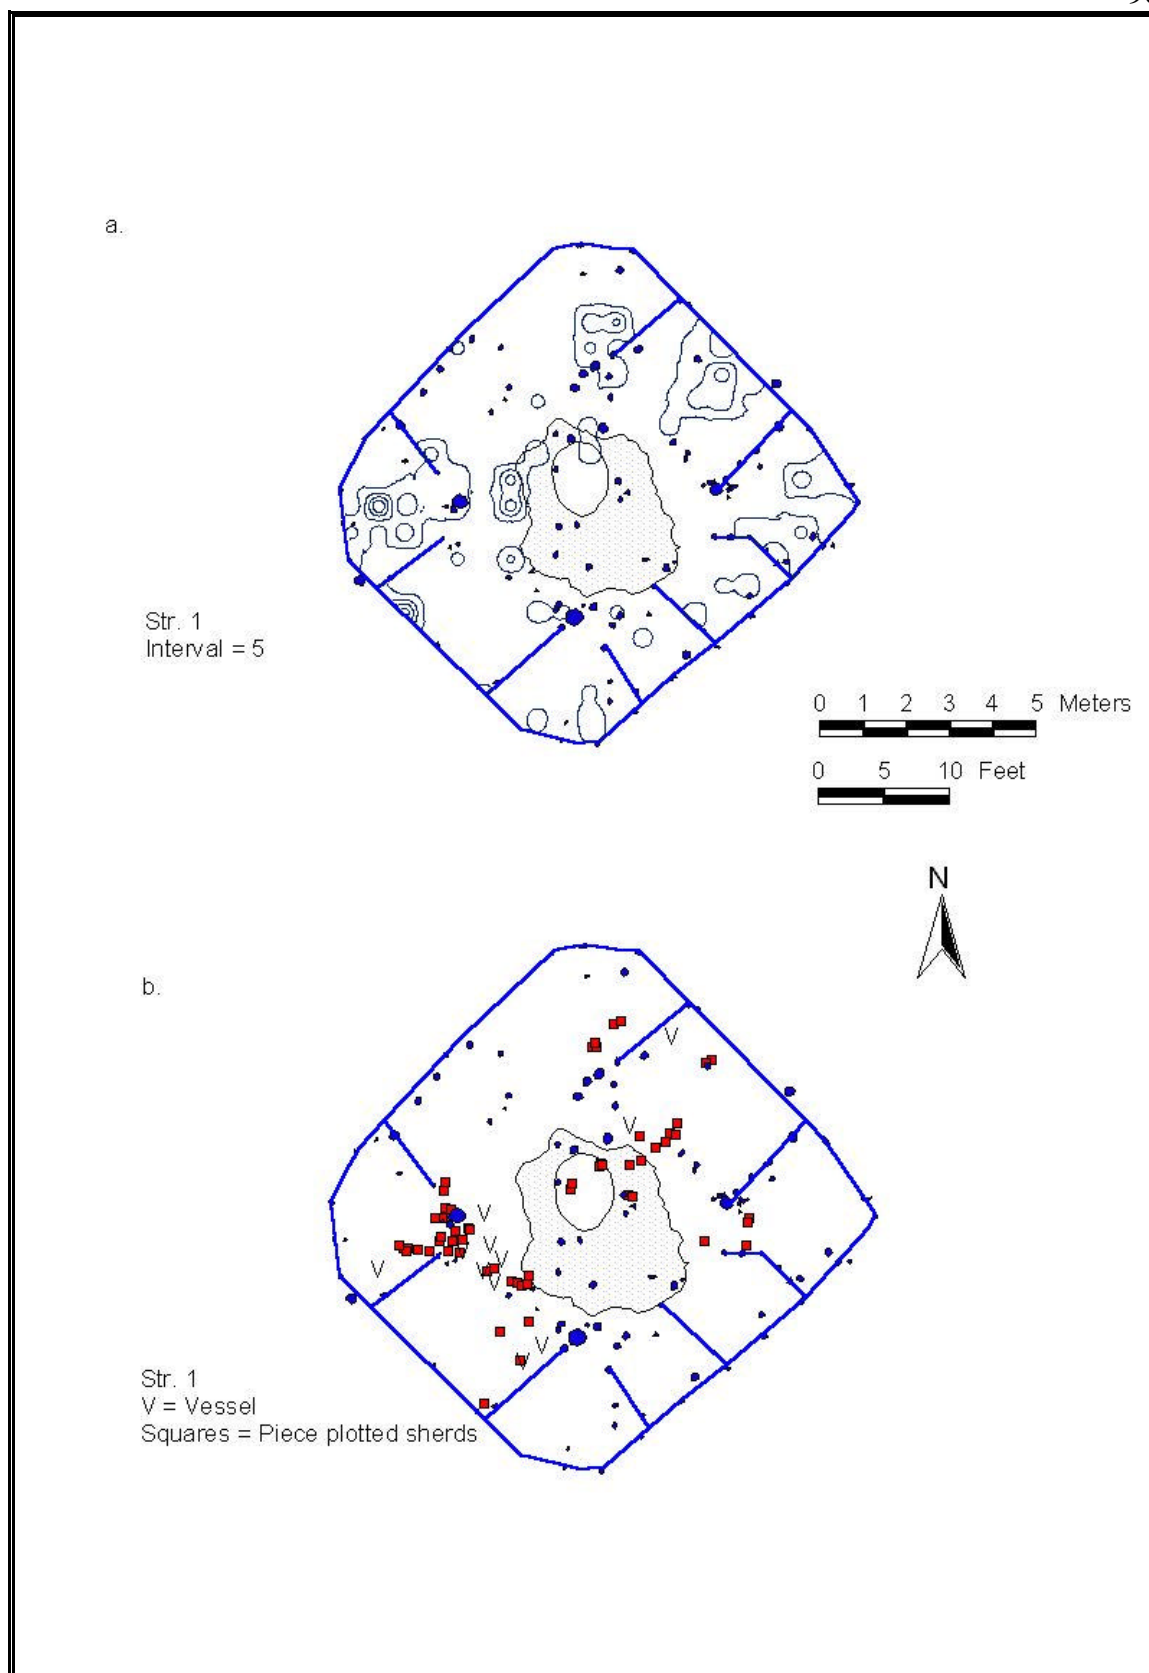 a.
Str. 1
Interval = 5
0 1 2 3 4 5 Meters
0 5 10 Feet
N
b.
V
V
V
V
V
V
V
V
V
V
Str. 1
V = Vessel
Squares = Piece plotted sherds